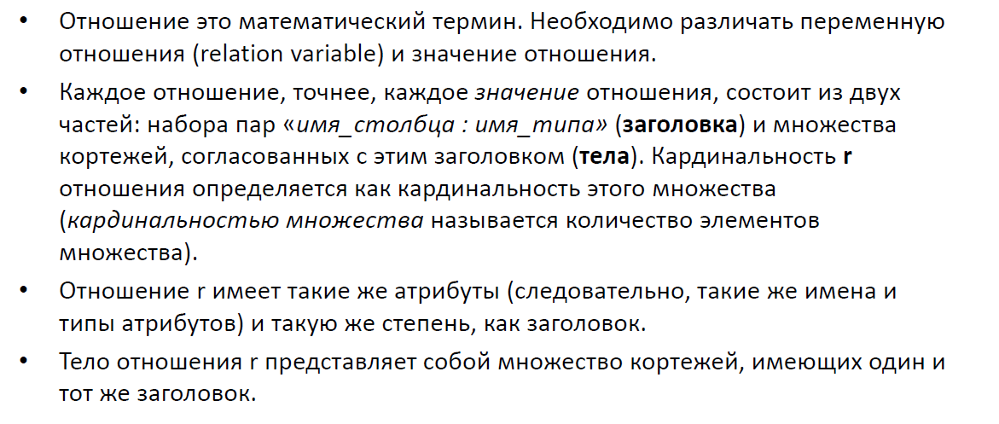 • Отношение это математический термин. Необходимо различать переменную
отношения (relation variable) и значение отношения.
• Каждое отношение, точнее, каждое значение отношения, состоит из двух
частей: набора пар «имя_столбца : имя_типа» (заголовка) и множества
кортежей, согласованных с этим заголовком (тела). Кардинальность r
отношения определяется как кардинальность этого множества
(кардинальностью множества называется количество элементов
множества).
• Отношение r имеет такие же атрибуты (следовательно, такие же имена и
типы атрибутов) и такую же степень, как заголовок.
• Тело отношения r представляет собой множество кортежей, имеющих один и
тот же заголовок.